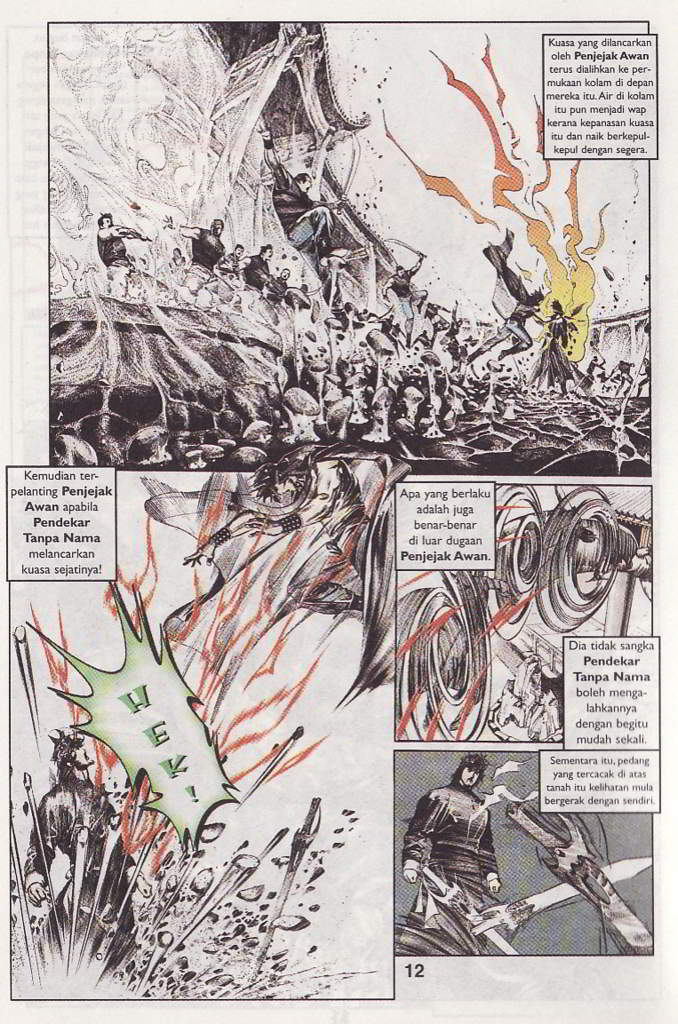 Kuasa yang dilancarkan
oleh Penjejak Awan
terus dialihkan ke per-
mukaan kolam di depan
mereka itu. Air di kolam
itu pun menjadi wap
kerana kepanasan kuasa
itu dan naik berkepul-
kepul dengan segera.
Kemudian ter-
pelanting Penjejak
Awan apabila
Pendekar
Tanpa Nama
melancarkan
kuasa sejatinya!
Apa yang berlaku
adalah juga
benar-benar
di luar dugaan
Penjejak Awan.
Dia tidak sangka
Pendekar
Tanpa Nama
boleh menga-
lahkannya
dengan begitu
mudah sekali.
HEK!
Sementara itu, pedang
yang tercacak di atas
tanah itu kelihatan mula
bergerak dengan sendiri.
12